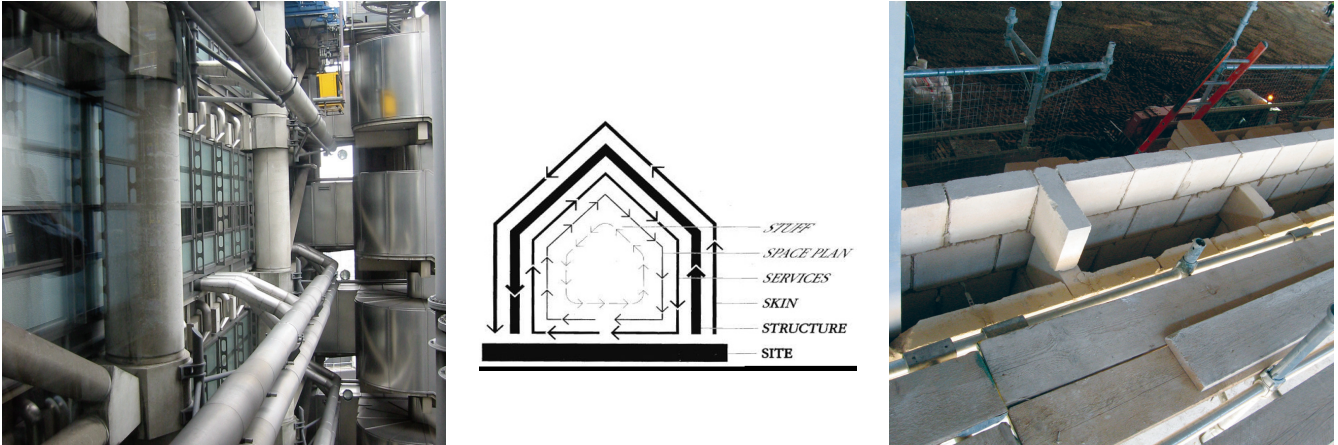 STUFF
SPACE PLAN
SERVICES
SKIN
STRUCTURE
SITE